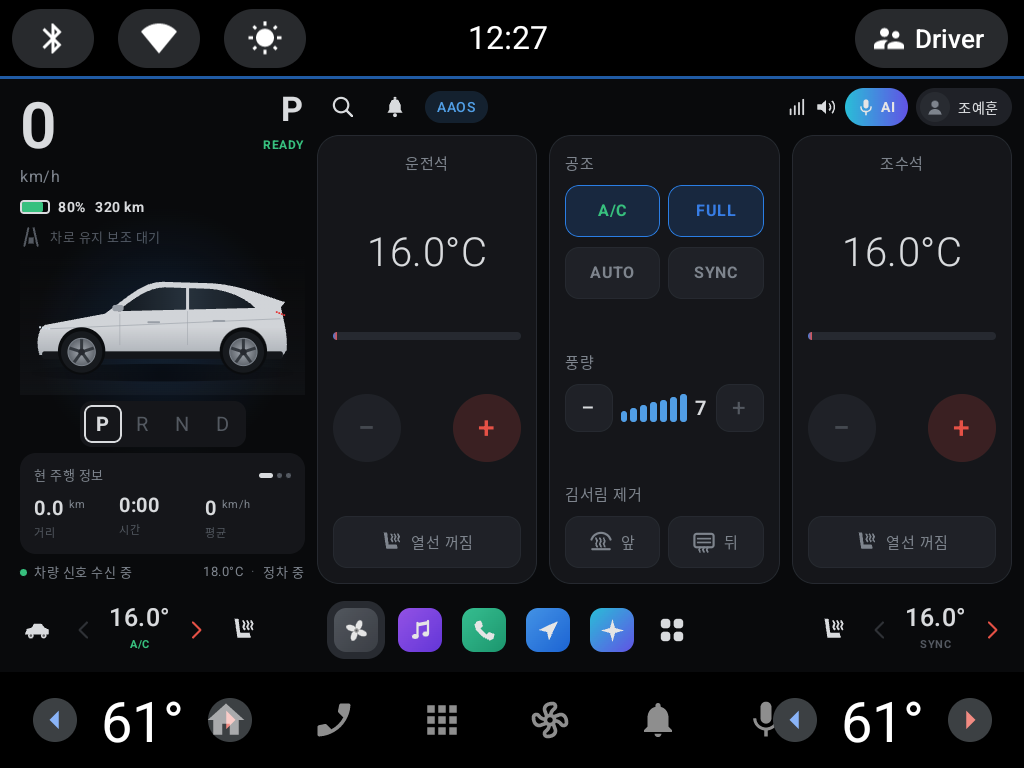 12:27
Driver
0
P
READY
km/h
80% 320 km
차로 유지 보조 대기
P R N D
현 주행 정보
0.0 km
거리
0:00
시간
0 km/h
평균
차량 신호 수신 중
18.0°C · 정차 중
AAOS
AI
조예훈
운전석
16.0°C
−
+
열선 꺼짐
공조
A/C
FULL
AUTO
SYNC
풍량
− 7 +
김서림 제거
앞
뒤
조수석
16.0°C
−
+
열선 꺼짐
16.0°
A/C
16.0°
SYNC
61°
61°